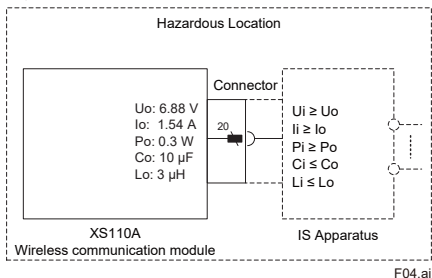 Hazardous Location
Connector
Uo: 6.88 V
Io: 1.54 A
Po: 0.3 W
Co: 10 µF
Lo: 3 µH
20
Ui ≥ Uo
Ii ≥ Io
Pi ≥ Po
Ci ≤ Co
Li ≤ Lo
XS110A
Wireless communication module
IS Apparatus
F04.ai